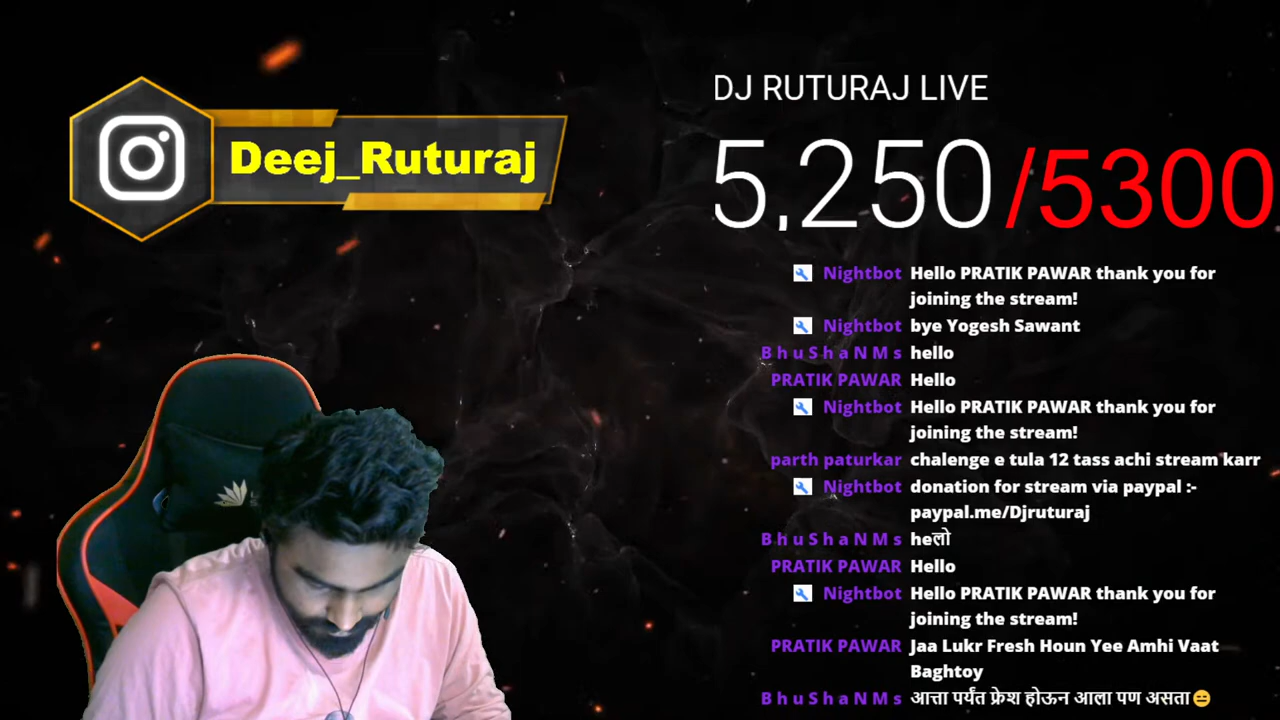 DJ RUTURAJ LIVE
Deej_Ruturaj
5,250/5300
Nightbot Hello PRATIK PAWAR thank you for
joining the stream!
Nightbot bye Yogesh Sawant
B h u S h a N M s hello
PRATIK PAWAR Hello
Nightbot Hello PRATIK PAWAR thank you for
joining the stream!
parth paturkar chalenge e tula 12 tass achi stream karr
Nightbot donation for stream via paypal :-
paypal.me/Djruturaj
B h u S h a N M s heलो
PRATIK PAWAR Hello
Nightbot Hello PRATIK PAWAR thank you for
joining the stream!
PRATIK PAWAR Jaa Lukr Fresh Houn Yee Amhi Vaat
Baghtoy
B h u S h a N M s आत्ता पर्यंत फ्रेश होऊन आला पण असता😑